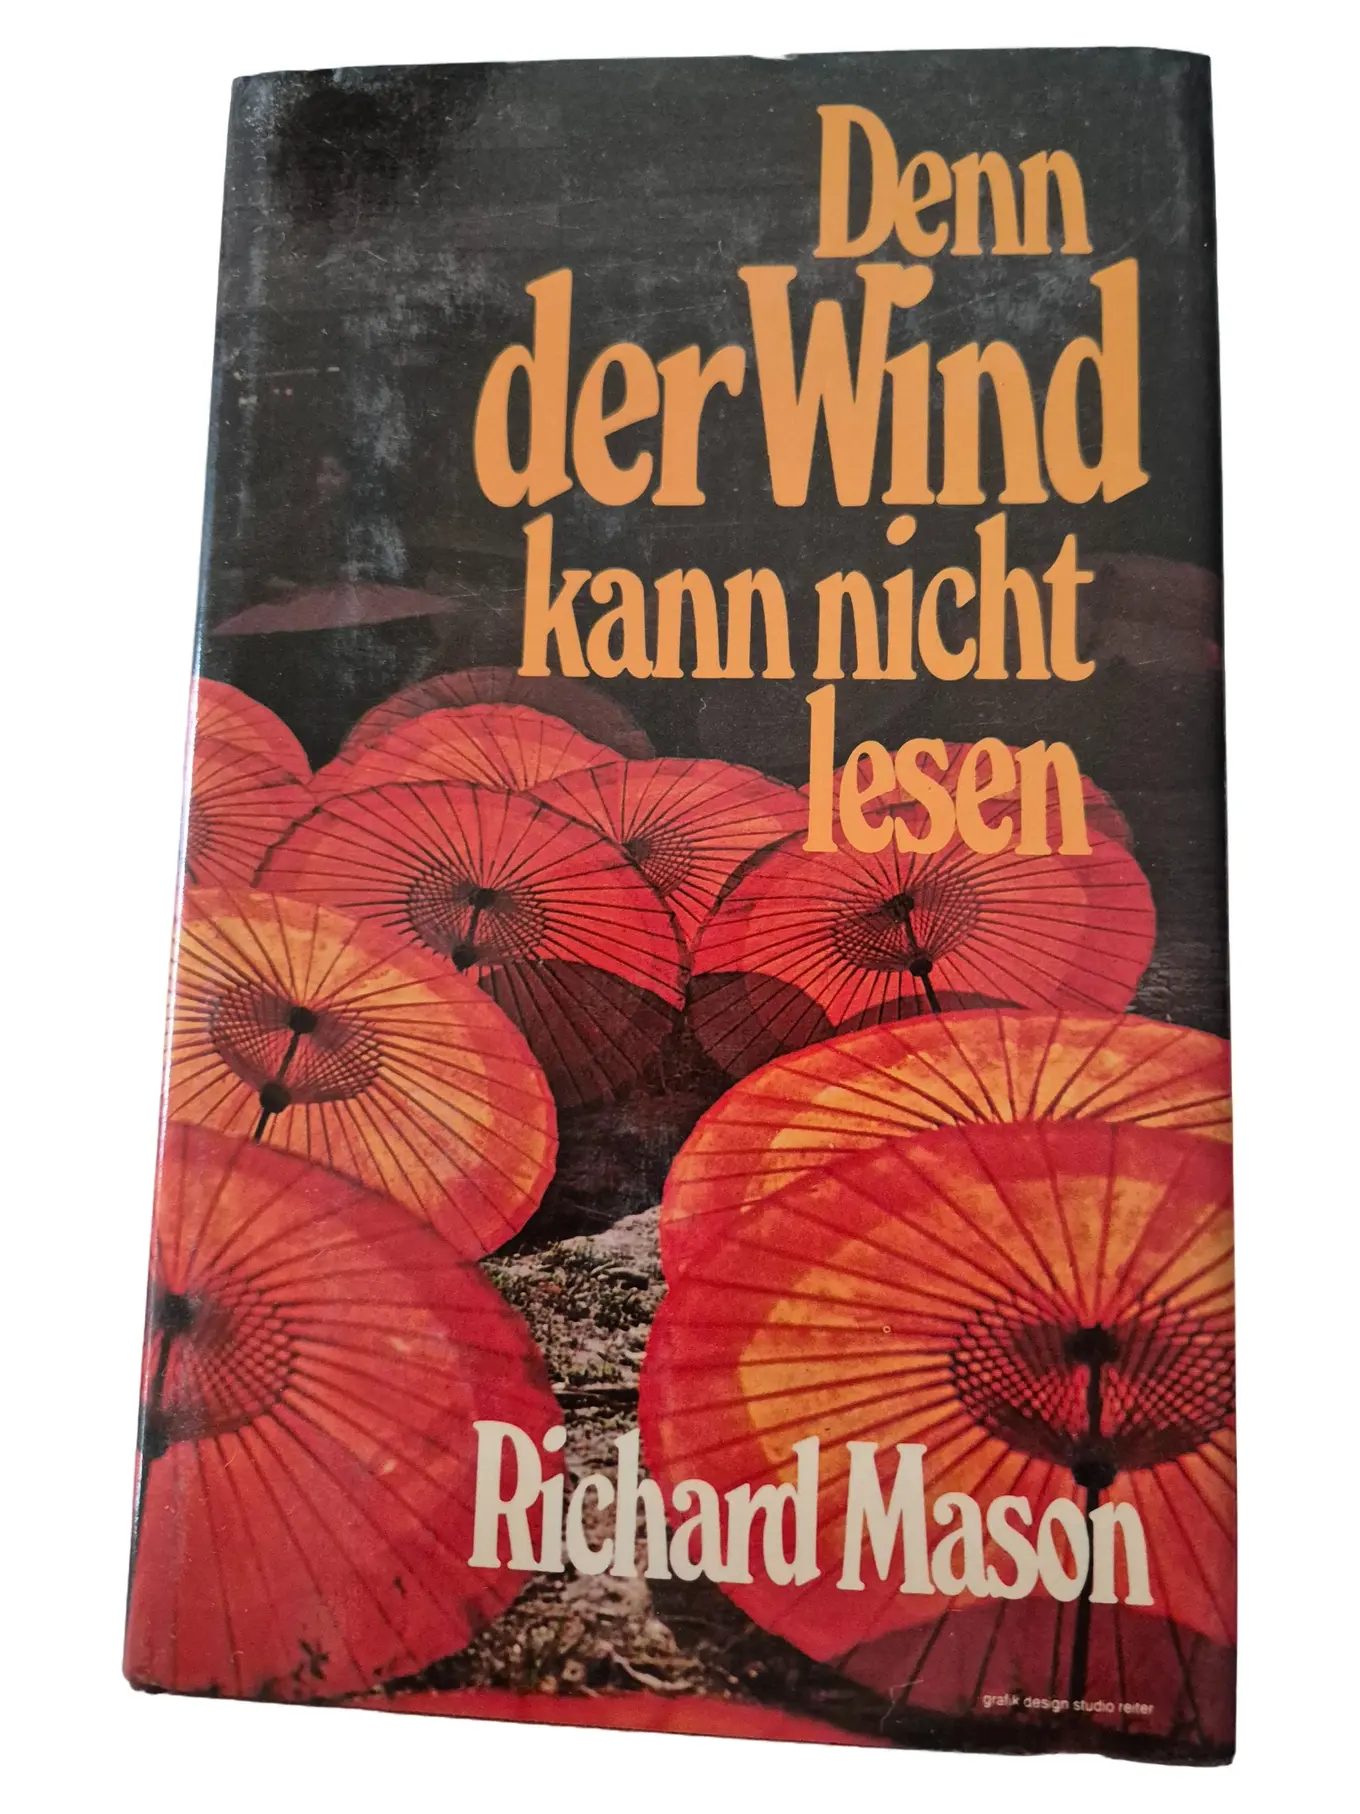 Denn
der Wind
kann nicht
lesen
Richard Mason
grafik design studio reiter